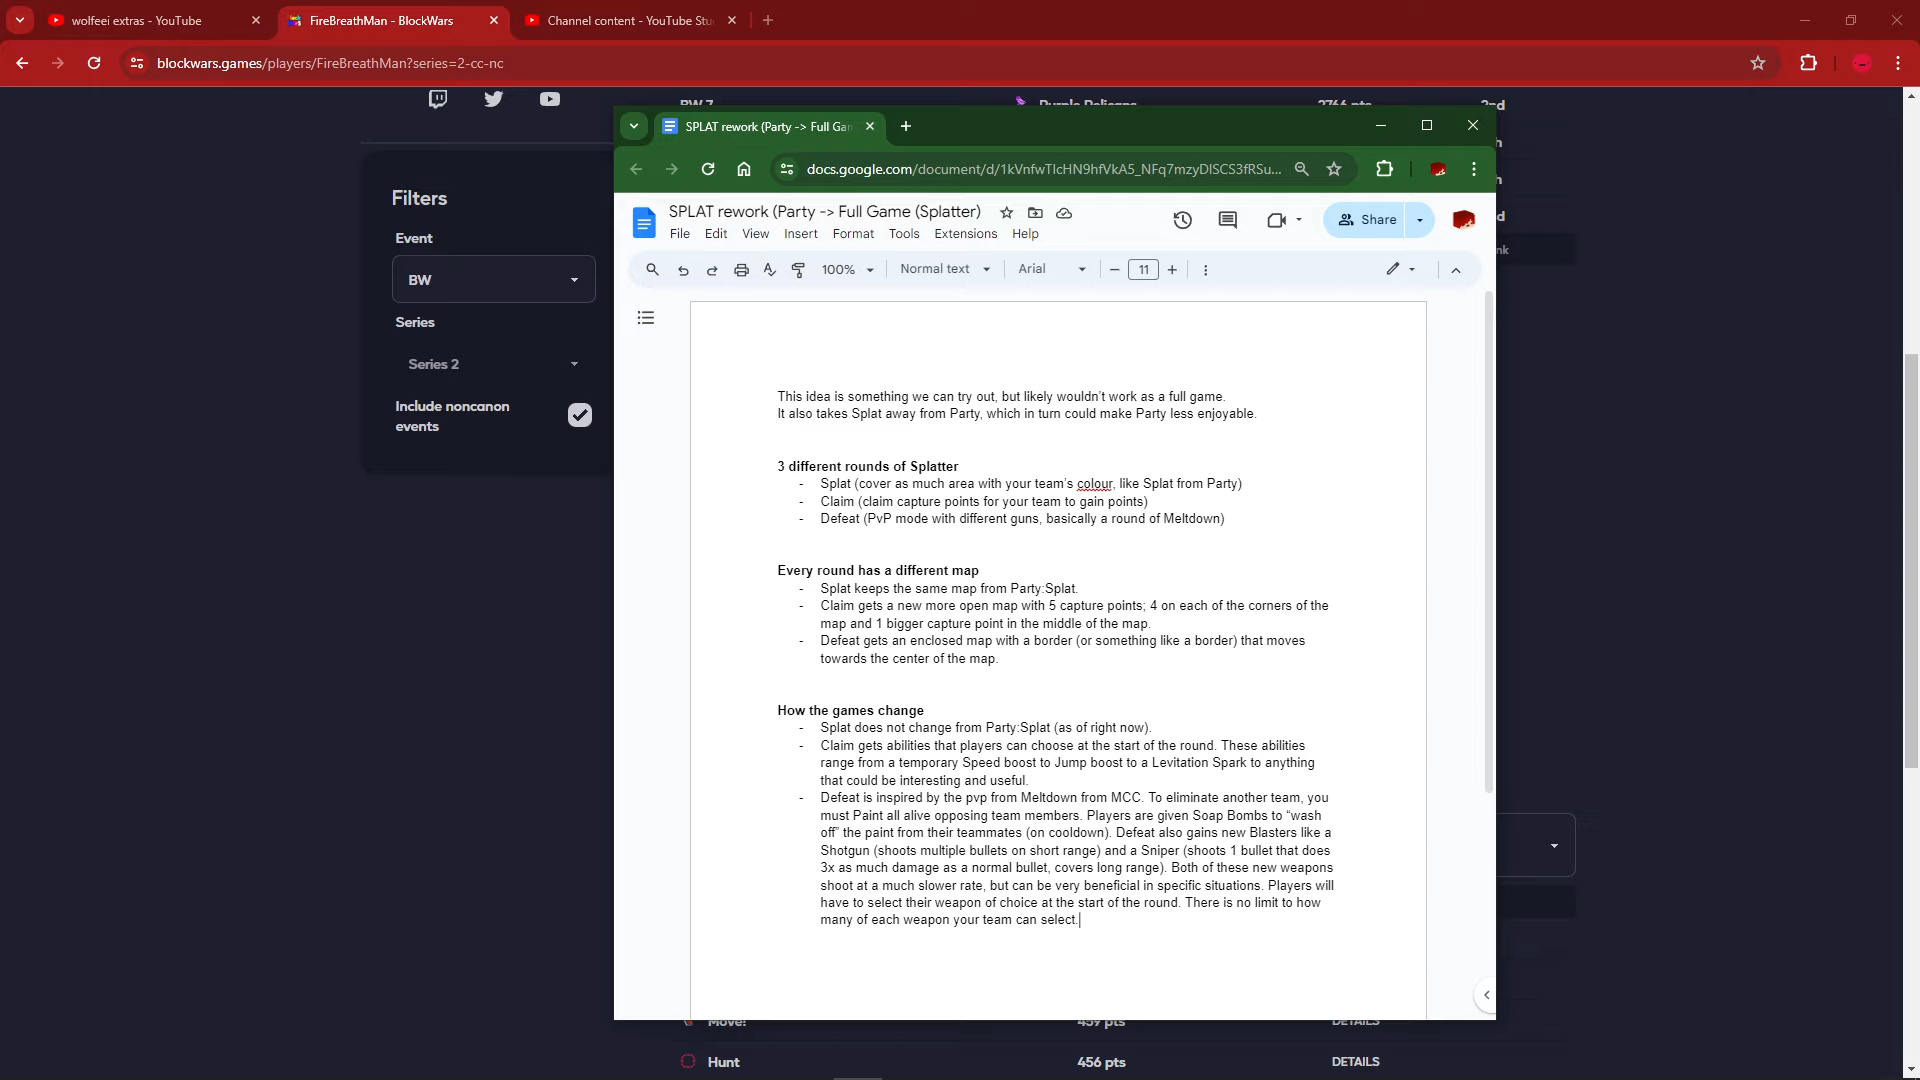 wolfeei extras - YouTube
FireBreathMan - BlockWars
Channel content - YouTube Stu
blockwars.games/players/FireBreathMan?series=2-cc-nc
BW 7
Purple Pelicans
2766 pts
2nd
Filters
Event
BW
Series
Series 2
Include noncanon
events
SPLAT rework (Party -> Full Gam
docs.google.com/document/d/1kVnfwTIcHN9hfVkA5_NFq7mzyDlSCS3fRSu...
SPLAT rework (Party -> Full Game (Splatter)
File Edit View Insert Format Tools Extensions Help
Share
100% Normal text Arial 11
This idea is something we can try out, but likely wouldn't work as a full game.
It also takes Splat away from Party, which in turn could make Party less enjoyable.
3 different rounds of Splatter
- Splat (cover as much area with your team's colour, like Splat from Party)
- Claim (claim capture points for your team to gain points)
- Defeat (PvP mode with different guns, basically a round of Meltdown)
Every round has a different map
- Splat keeps the same map from Party:Splat.
- Claim gets a new more open map with 5 capture points; 4 on each of the corners of the
map and 1 bigger capture point in the middle of the map.
- Defeat gets an enclosed map with a border (or something like a border) that moves
towards the center of the map.
How the games change
- Splat does not change from Party:Splat (as of right now).
- Claim gets abilities that players can choose at the start of the round. These abilities
range from a temporary Speed boost to Jump boost to a Levitation Spark to anything
that could be interesting and useful.
- Defeat is inspired by the pvp from Meltdown from MCC. To eliminate another team, you
must Paint all alive opposing team members. Players are given Soap Bombs to “wash
off” the paint from their teammates (on cooldown). Defeat also gains new Blasters like a
Shotgun (shoots multiple bullets on short range) and a Sniper (shoots 1 bullet that does
3x as much damage as a normal bullet, covers long range). Both of these new weapons
shoot at a much slower rate, but can be very beneficial in specific situations. Players will
have to select their weapon of choice at the start of the round. There is no limit to how
many of each weapon your team can select.
Move!
459 pts
DETAILS
Hunt
456 pts
DETAILS